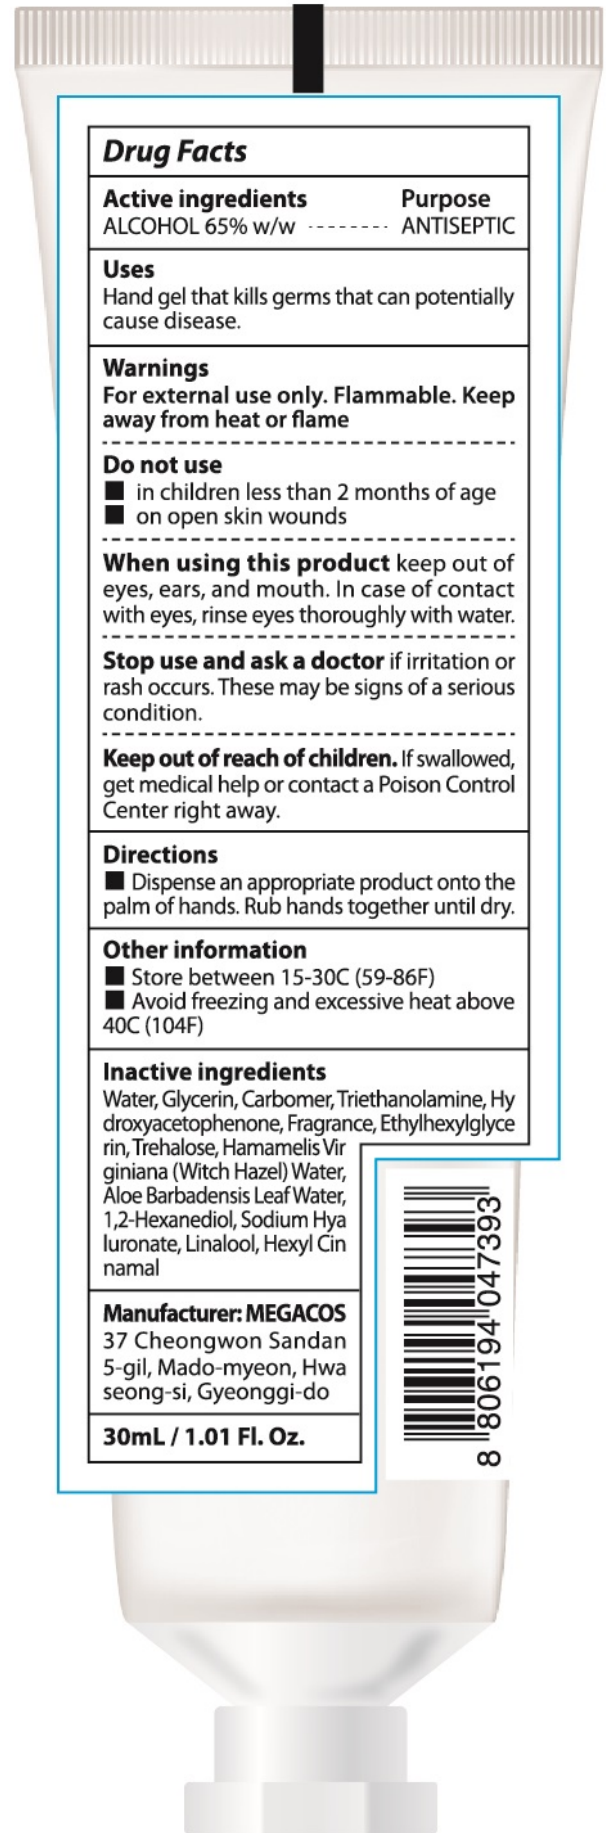 Drug Facts
Active ingredients Purpose
ALCOHOL 65% w/w -------- ANTISEPTIC
Uses
Hand gel that kills germs that can potentially
cause disease.
Warnings
For external use only. Flammable. Keep
away from heat or flame
Do not use
■ in children less than 2 months of age
■ on open skin wounds
When using this product keep out of
eyes, ears, and mouth. In case of contact
with eyes, rinse eyes thoroughly with water.
Stop use and ask a doctor if irritation or
rash occurs. These may be signs of a serious
condition.
Keep out of reach of children. If swallowed,
get medical help or contact a Poison Control
Center right away.
Directions
■ Dispense an appropriate product onto the
palm of hands. Rub hands together until dry.
Other information
■ Store between 15-30C (59-86F)
■ Avoid freezing and excessive heat above
40C (104F)
Inactive ingredients
Water, Glycerin, Carbomer, Triethanolamine, Hy
droxyacetophenone, Fragrance, Ethylhexylglyce
rin, Trehalose, Hamamelis Vir
giniana (Witch Hazel) Water,
Aloe Barbadensis Leaf Water,
1,2-Hexanediol, Sodium Hya
luronate, Linalool, Hexyl Cin
namal
Manufacturer: MEGACOS
37 Cheongwon Sandan
5-gil, Mado-myeon, Hwa
seong-si, Gyeonggi-do
30mL / 1.01 Fl. Oz.
8 806194 047393